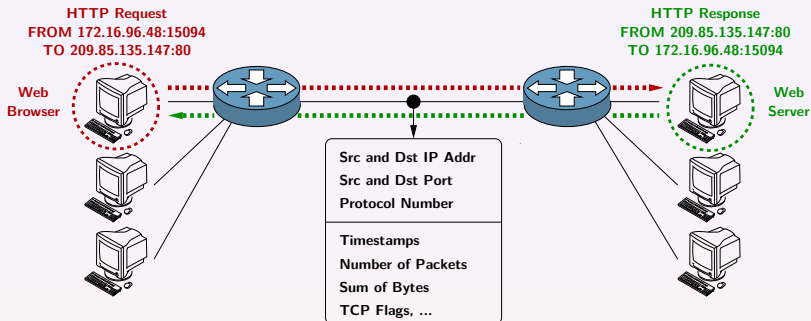 HTTP Request
FROM 172.16.96.48:15094
TO 209.85.135.147:80
HTTP Response
FROM 209.85.135.147:80
TO 172.16.96.48:15094
Web
Browser
Web
Server
Src and Dst IP Addr
Src and Dst Port
Protocol Number
Timestamps
Number of Packets
Sum of Bytes
TCP Flags, ...